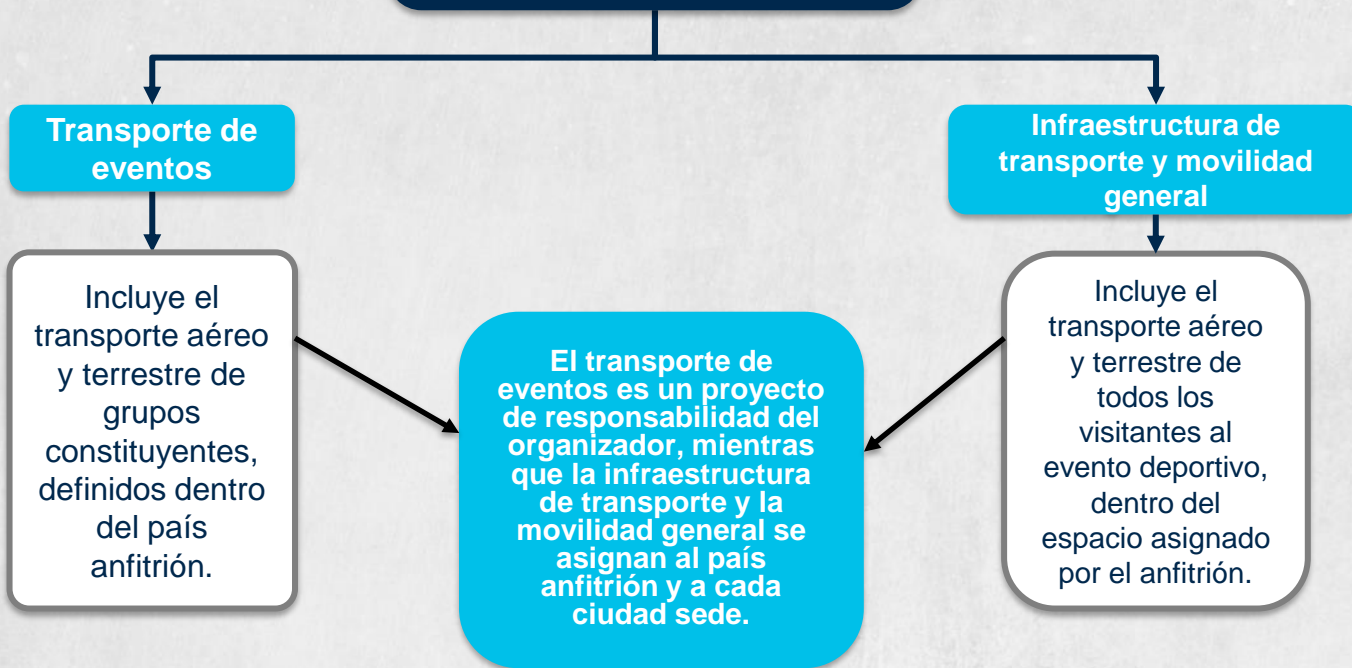 Transporte de
eventos
Infraestructura de
transporte y movilidad
general
Incluye el
transporte aéreo
y terrestre de
grupos
constituyentes,
definidos dentro
del país
anfitrión.
El transporte de
eventos es un proyecto
de responsabilidad del
organizador, mientras
que la infraestructura
de transporte y la
movilidad general se
asignan al país
anfitrión y a cada
ciudad sede.
Incluye el
transporte aéreo
y terrestre de
todos los
visitantes al
evento deportivo,
dentro del
espacio asignado
por el anfitrión.